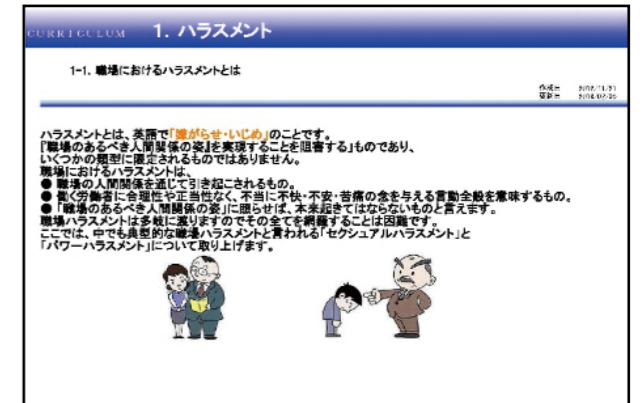 CURRICULUM 1. ハラスメント
1-1. 職場におけるハラスメントとは
作成日
更新日
ハラスメントとは、英語で「嫌がらせ・いじめ」のことです。
『職場のあるべき人間関係の姿』を実現することを阻害する」ものであり、
いくつかの類型に限定されるものではありません。
職場におけるハラスメントは、
● 職場の人間関係を通じて引き起こされるもの。
● 働く労働者に合理性や正当性なく、不当に不快・不安・苦痛の念を与える言動全般を意味するもの。
● 「職場のあるべき人間関係の姿」に照らせば、本来起きてはならないものと言えます。
職場ハラスメントは多岐に渡りますのでその全てを網羅することは困難です。
ここでは、中でも典型的な職場ハラスメントと言われる「セクシュアルハラスメント」と
「パワーハラスメント」について取り上げます。